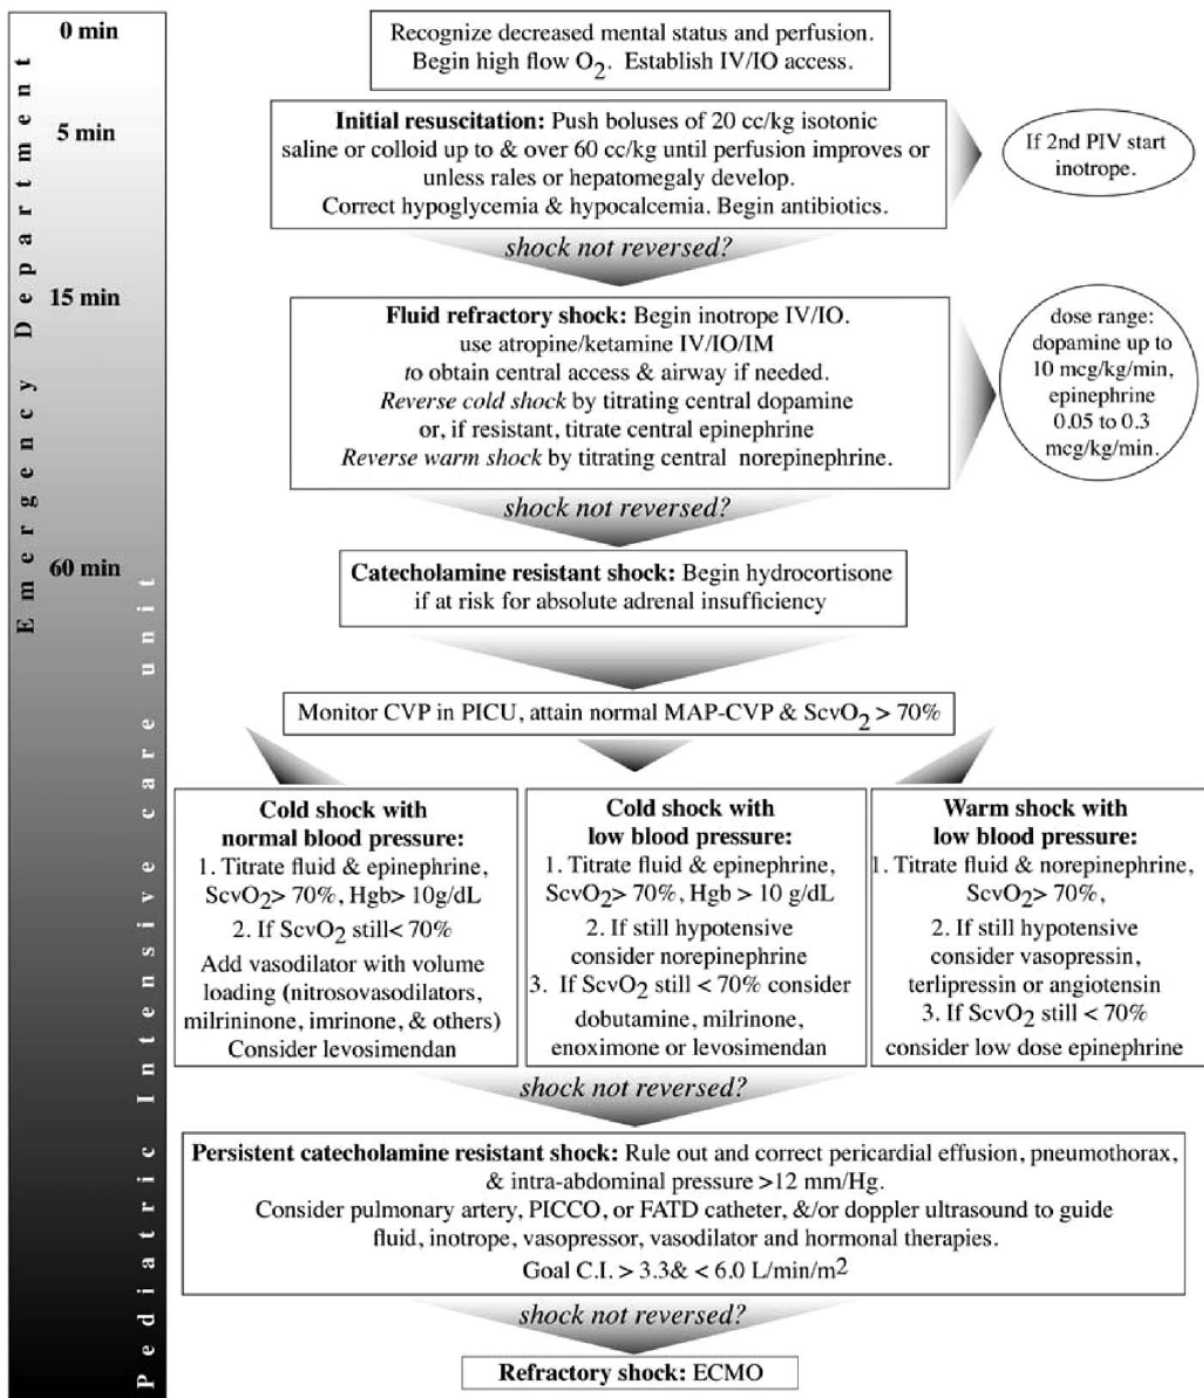 0 min
5 min
15 min
60 min
Emergency Department
Pediatric Intensive care unit
Recognize decreased mental status and perfusion.
Begin high flow O2. Establish IV/IO access.
Initial resuscitation: Push boluses of 20 cc/kg isotonic
saline or colloid up to & over 60 cc/kg until perfusion improves or
unless rales or hepatomegaly develop.
Correct hypoglycemia & hypocalcemia. Begin antibiotics.
If 2nd PIV start
inotrope.
shock not reversed?
Fluid refractory shock: Begin inotrope IV/IO.
use atropine/ketamine IV/IO/IM
to obtain central access & airway if needed.
Reverse cold shock by titrating central dopamine
or, if resistant, titrate central epinephrine
Reverse warm shock by titrating central norepinephrine.
dose range:
dopamine up to
10 mcg/kg/min,
epinephrine
0.05 to 0.3
mcg/kg/min.
shock not reversed?
Catecholamine resistant shock: Begin hydrocortisone
if at risk for absolute adrenal insufficiency
Monitor CVP in PICU, attain normal MAP-CVP & ScvO2 > 70%
Cold shock with
normal blood pressure:
1. Titrate fluid & epinephrine,
ScvO2> 70%, Hgb> 10g/dL
2. If ScvO2 still< 70%
Add vasodilator with volume
loading (nitrosovasodilators,
milrininone, imrinone, & others)
Consider levosimendan
Cold shock with
low blood pressure:
1. Titrate fluid & epinephrine,
ScvO2> 70%, Hgb > 10 g/dL
2. If still hypotensive
consider norepinephrine
3. If ScvO2 still < 70% consider
dobutamine, milrinone,
enoximone or levosimendan
Warm shock with
low blood pressure:
1. Titrate fluid & norepinephrine,
ScvO2> 70%,
2. If still hypotensive
consider vasopressin,
terlipressin or angiotensin
3. If ScvO2 still < 70%
consider low dose epinephrine
shock not reversed?
Persistent catecholamine resistant shock: Rule out and correct pericardial effusion, pneumothorax,
& intra-abdominal pressure >12 mm/Hg.
Consider pulmonary artery, PICCO, or FATD catheter, &/or doppler ultrasound to guide
fluid, inotrope, vasopressor, vasodilator and hormonal therapies.
Goal C.I. > 3.3& < 6.0 L/min/m2
shock not reversed?
Refractory shock: ECMO